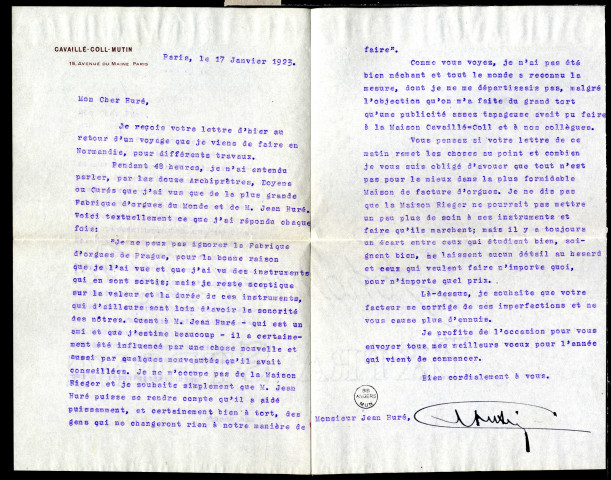 CAVAILLÉ-COLL-MUTIN
15, AVENUE DU MAINE PARIS
Paris, le 17 Janvier 1923.
Mon Cher Huré,
Je reçois votre lettre d'hier au
retour d'un voyage que je viens de faire en
Normandie, pour différents travaux.
Pendant 48 heures, je n'ai entendu
parler, par les douze Archiprêtres, Doyens
ou Curés que j'ai vus que de la plus grande
Fabrique d'orgues du Monde et de M. Jean Huré.
Voici textuellement ce que j'ai répondu chaque
fois:
"Je ne peux pas ignorer la Fabrique
d'orgues de Prague, pour la bonne raison
que je l'ai vue et que j'ai vu des instruments
qui en sont sortis; mais je reste sceptique
sur la valeur et la durée de ces instruments,
qui d'ailleurs sont loin d'avoir la sonorité
des nôtres. Quant à M. Jean Huré - qui est un
ami et que j'estime beaucoup - il a certaine-
ment été influencé par une chose nouvelle et
aussi par quelques nouveautés qu'il avait
conseillées. Je ne m'occupe pas de la Maison
Rieger et je souhaite simplement que M. Jean
Huré puisse se rendre compte qu'il a aidé
puissamment, et certainement bien à tort, des
gens qui ne changeront rien à notre manière de
faire".
Comme vous voyez, je n'ai pas été
bien méchant et tout le monde a reconnu la
mesure, dont je ne me départissais pas, malgré
l'objection qu'on m'a faite du grand tort
qu'une publicité assez tapageuse avait pu faire
à la Maison Cavaillé-Coll et à nos collègues.
Vous pensez si votre lettre de ce
matin remet les choses au point et combien
je vous suis obligé d'avouer que tout n'est
pas pour le mieux dans la plus formidable
Maison de facture d'orgues. Je ne dis pas
que la Maison Rieger ne pourrait pas mettre
un peu plus de soin à ses instruments et
faire qu'ils marchent; mais il y a toujours
un écart entre ceux qui étudient bien, soi-
gnent bien, ne laissent aucun détail au hasard
et ceux qui veulent faire n'importe quoi,
pour n'importe quel prix.
Là-dessus, je souhaite que votre
facteur se corrige de ses imperfections et ne
vous cause plus d'ennuis.
Je profite de l'occasion pour vous
envoyer tous mes meilleurs voeux pour l'année
qui vient de commencer.
Bien cordialement à vous.
ANGERS
Monsieur Jean Huré,